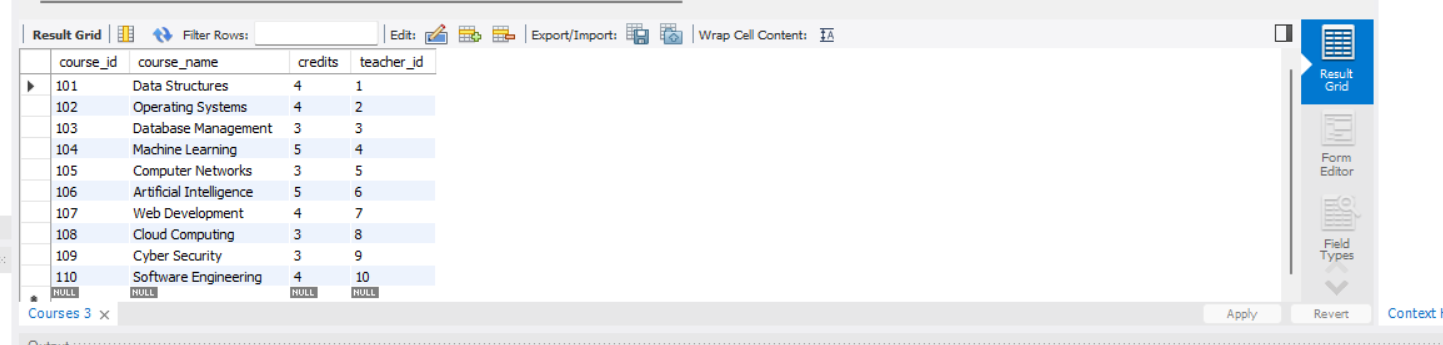 Result Grid Filter Rows: Edit: Export/Import: Wrap Cell Content: IA
course_id course_name credits teacher_id
101 Data Structures 4 1
102 Operating Systems 4 2
103 Database Management 3 3
104 Machine Learning 5 4
105 Computer Networks 3 5
106 Artificial Intelligence 5 6
107 Web Development 4 7
108 Cloud Computing 3 8
109 Cyber Security 3 9
110 Software Engineering 4 10
NULL NULL NULL NULL
Result
Grid
Form
Editor
Field
Types
Courses 3 × Apply Revert Context
Output